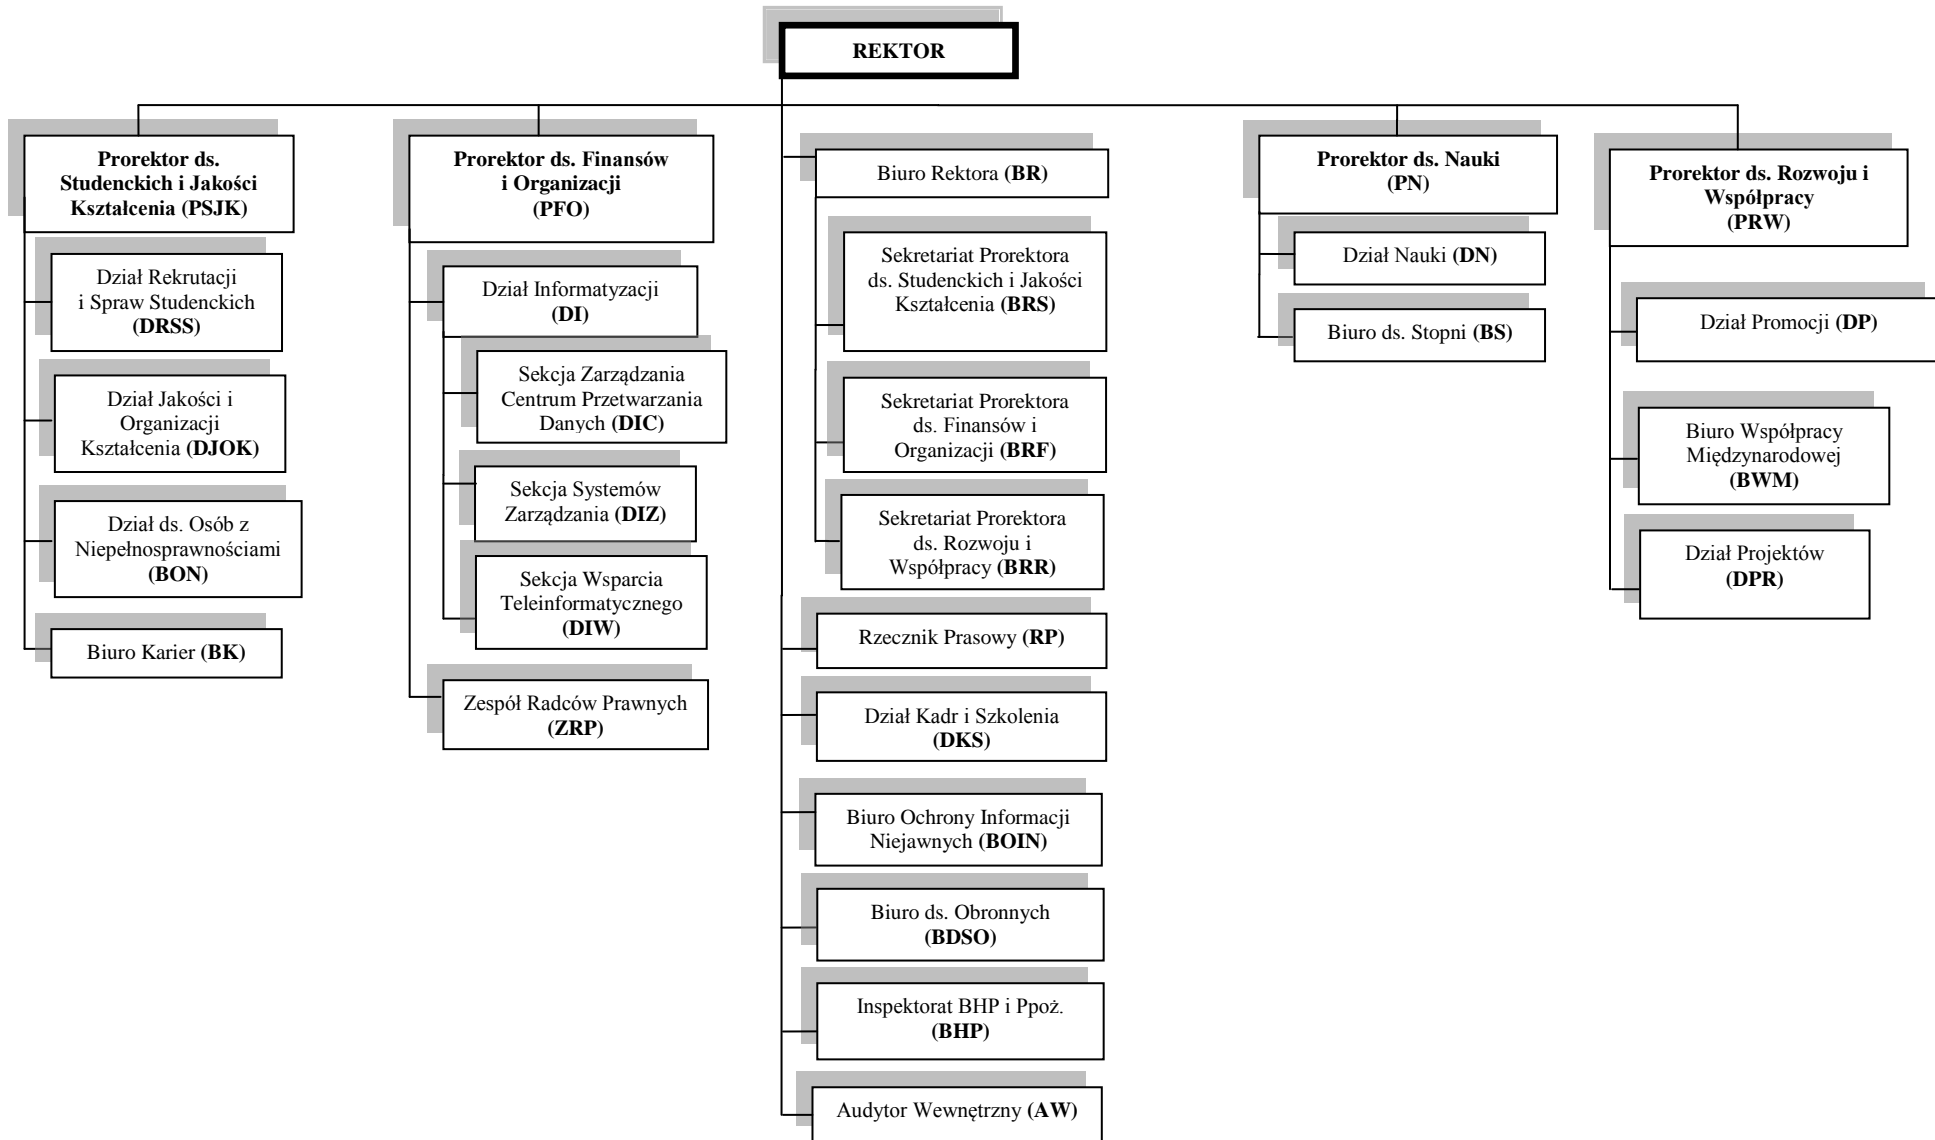 REKTOR
Prorektor ds.
Studenckich i Jakości
Kształcenia (PSJK)
Dział Rekrutacji
i Spraw Studenckich
(DRSS)
Dział Jakości i
Organizacji
Kształcenia (DJOK)
Dział ds. Osób z
Niepełnosprawnościami
(BON)
Biuro Karier (BK)
Prorektor ds. Finansów
i Organizacji
(PFO)
Dział Informatyzacji
(DI)
Sekcja Zarządzania
Centrum Przetwarzania
Danych (DIC)
Sekcja Systemów
Zarządzania (DIZ)
Sekcja Wsparcia
Teleinformatycznego
(DIW)
Zespół Radców Prawnych
(ZRP)
Biuro Rektora (BR)
Sekretariat Prorektora
ds. Studenckich i Jakości
Kształcenia (BRS)
Sekretariat Prorektora
ds. Finansów i
Organizacji (BRF)
Sekretariat Prorektora
ds. Rozwoju i
Współpracy (BRR)
Rzecznik Prasowy (RP)
Dział Kadr i Szkolenia
(DKS)
Biuro Ochrony Informacji
Niejawnych (BOIN)
Biuro ds. Obronnych
(BDSO)
Inspektorat BHP i Ppoż.
(BHP)
Audytor Wewnętrzny (AW)
Prorektor ds. Nauki
(PN)
Dział Nauki (DN)
Biuro ds. Stopni (BS)
Prorektor ds. Rozwoju i
Współpracy
(PRW)
Dział Promocji (DP)
Biuro Współpracy
Międzynarodowej
(BWM)
Dział Projektów
(DPR)